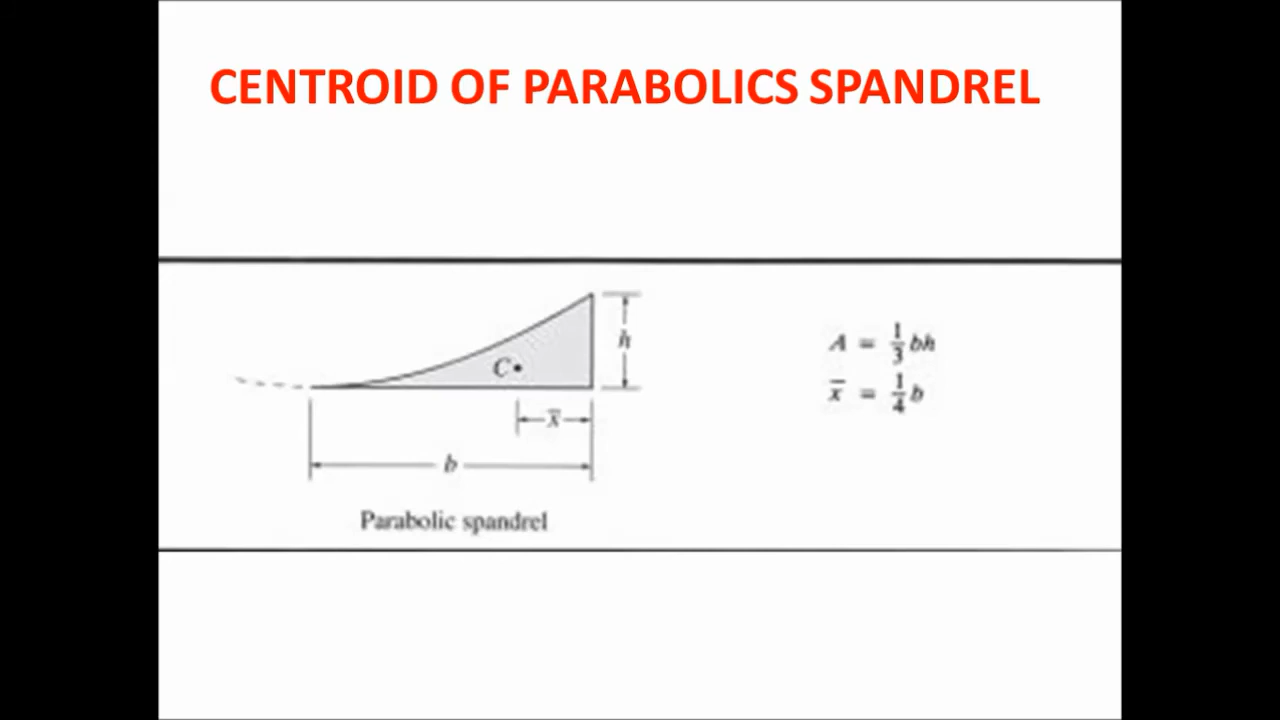 CENTROID OF PARABOLICS SPANDREL
h
A = 1/3 bh
C
x̄ = 1/4 b
x̄
b
Parabolic spandrel